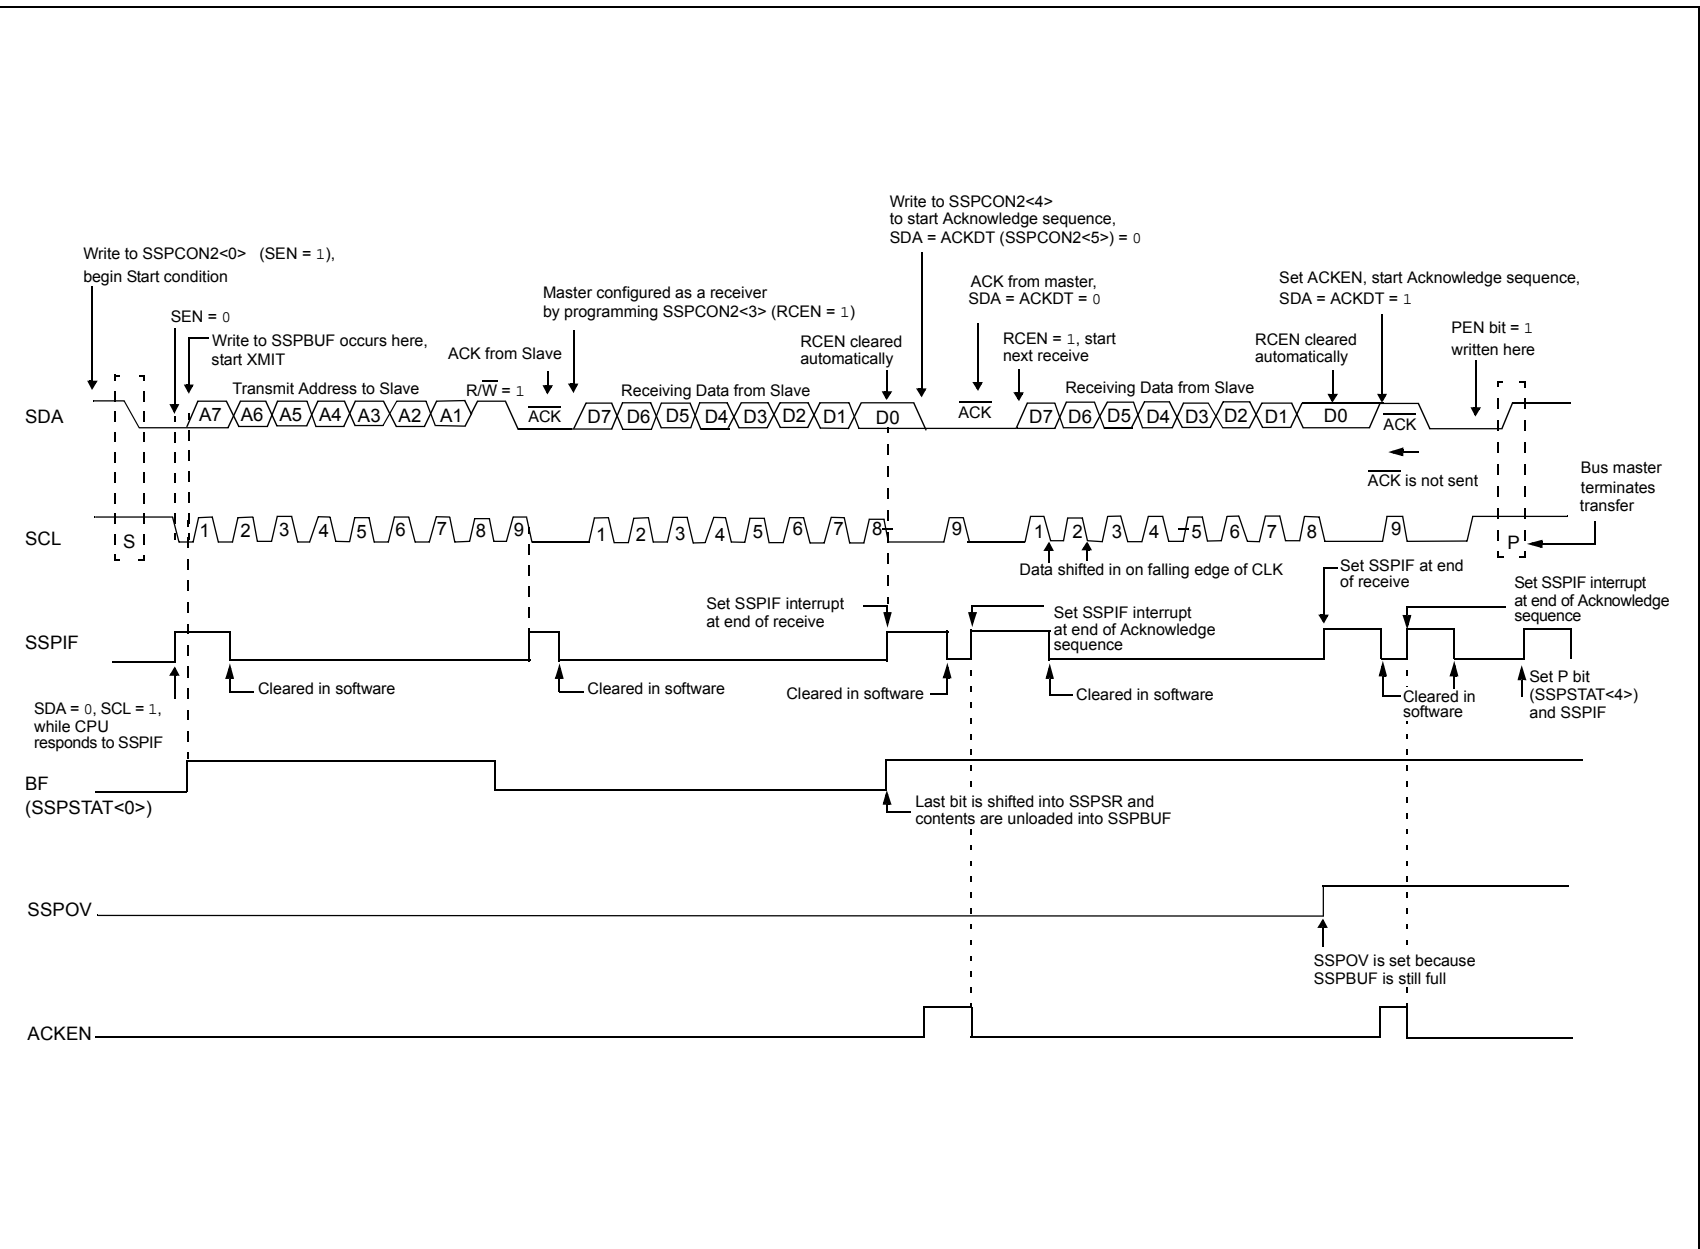 Write to SSPCON2<4>
to start Acknowledge sequence,
SDA = ACKDT (SSPCON2<5>) = 0
Write to SSPCON2<0> (SEN = 1),
begin Start condition
ACK from master,
SDA = ACKDT = 0
Set ACKEN, start Acknowledge sequence,
SDA = ACKDT = 1
Master configured as a receiver
by programming SSPCON2<3> (RCEN = 1)
SEN = 0
Write to SSPBUF occurs here,
start XMIT
RCEN cleared
automatically
RCEN = 1, start
next receive
RCEN cleared
automatically
PEN bit = 1
written here
ACK from Slave
Transmit Address to Slave
R/W = 1
Receiving Data from Slave
Receiving Data from Slave
SDA
A7 A6 A5 A4 A3 A2 A1 ACK D7 D6 D5 D4 D3 D2 D1 D0 ACK D7 D6 D5 D4 D3 D2 D1 D0 ACK
ACK is not sent
Bus master
terminates
transfer
SCL
S 1 2 3 4 5 6 7 8 9 1 2 3 4 5 6 7 8 9 1 2 3 4 5 6 7 8 9 P
Data shifted in on falling edge of CLK
Set SSPIF at end
of receive
Set SSPIF interrupt
at end of Acknowledge
sequence
Set SSPIF interrupt
at end of receive
Set SSPIF interrupt
at end of Acknowledge
sequence
SSPIF
Cleared in software
Cleared in software
Cleared in software
Cleared in software
Cleared in
software
Set P bit
(SSPSTAT<4>)
and SSPIF
SDA = 0, SCL = 1,
while CPU
responds to SSPIF
BF
(SSPSTAT<0>)
Last bit is shifted into SSPSR and
contents are unloaded into SSPBUF
SSPOV
SSPOV is set because
SSPBUF is still full
ACKEN